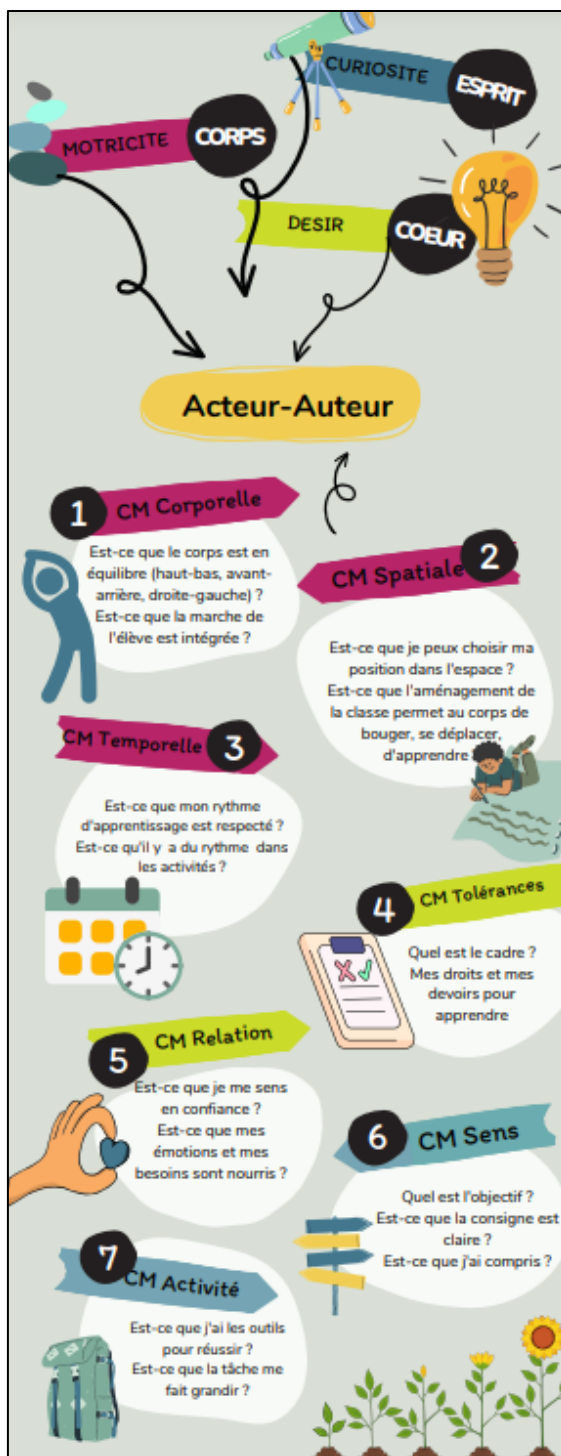 CURIOSITE
ESPRIT
MOTRICITE
CORPS
DESIR
COEUR
Acteur-Auteur
1
CM Corporelle
Est-ce que le corps est en
équilibre (haut-bas, avant-
arrière, droite-gauche) ?
Est-ce que la marche de
l'élève est intégrée ?
CM Spatiale
2
Est-ce que je peux choisir ma
position dans l'espace ?
Est-ce que l'aménagement de
la classe permet au corps de
bouger, se déplacer,
d'apprendre
CM Temporelle
3
Est-ce que mon rythme
d'apprentissage est respecté ?
Est-ce qu'il y a du rythme dans
les activités ?
4
CM Tolérances
Quel est le cadre ?
Mes droits et mes
devoirs pour
apprendre
5
CM Relation
Est-ce que je me sens
en confiance ?
Est-ce que mes
émotions et mes
besoins sont nourris ?
6
CM Sens
Quel est l'objectif ?
Est-ce que la consigne est
claire ?
Est-ce que j'ai compris ?
7
CM Activité
Est-ce que j'ai les outils
pour réussir ?
Est-ce que la tâche me
fait grandir ?